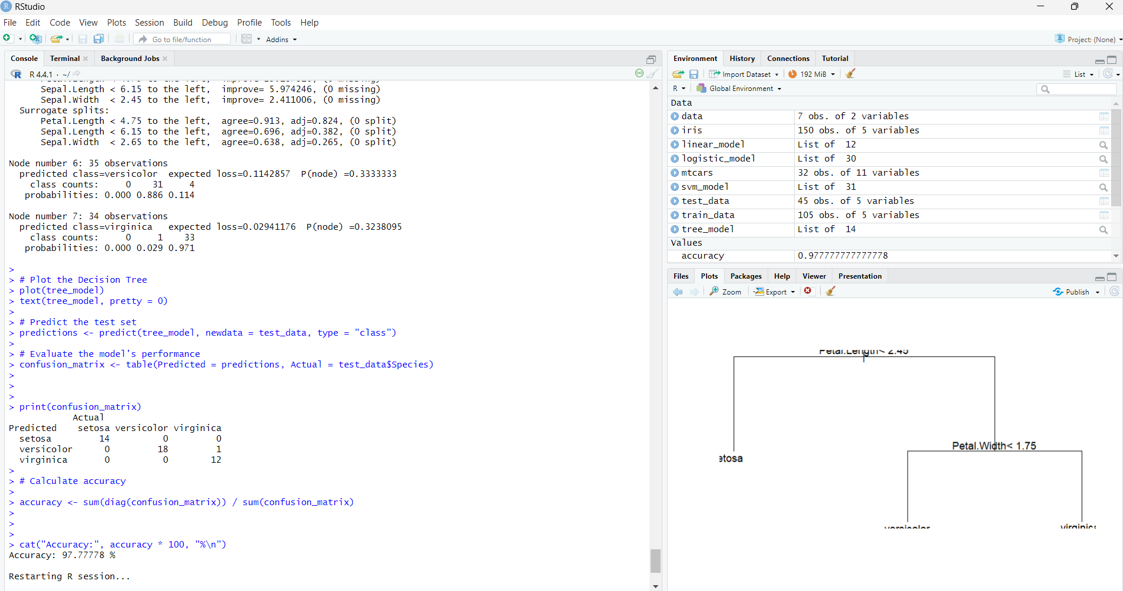 RStudio
File Edit Code View Plots Session Build Debug Profile Tools Help
Go to file/function Addins Project: (None)
Console Terminal Background Jobs
R 4.4.1 · ~/
Sepal.Length < 6.15 to the left, improve= 5.974246, (0 missing)
Sepal.Width < 2.45 to the left, improve= 2.411006, (0 missing)
Surrogate splits:
Petal.Length < 4.75 to the left, agree=0.913, adj=0.824, (0 split)
Sepal.Length < 6.15 to the left, agree=0.696, adj=0.382, (0 split)
Sepal.Width < 2.65 to the left, agree=0.638, adj=0.265, (0 split)
Node number 6: 35 observations
predicted class=versicolor expected loss=0.1142857 P(node) =0.3333333
class counts: 0 31 4
probabilities: 0.000 0.886 0.114
Node number 7: 34 observations
predicted class=virginica expected loss=0.02941176 P(node) =0.3238095
class counts: 0 1 33
probabilities: 0.000 0.029 0.971
>
> # Plot the Decision Tree
> plot(tree_model)
> text(tree_model, pretty = 0)
>
> # Predict the test set
> predictions <- predict(tree_model, newdata = test_data, type = "class")
>
> # Evaluate the model's performance
> confusion_matrix <- table(Predicted = predictions, Actual = test_data$Species)
>
>
>
> print(confusion_matrix)
Actual
Predicted setosa versicolor virginica
setosa 14 0 0
versicolor 0 18 1
virginica 0 0 12
>
> # Calculate accuracy
>
> accuracy <- sum(diag(confusion_matrix)) / sum(confusion_matrix)
>
>
>
> cat("Accuracy:", accuracy * 100, "%\n")
Accuracy: 97.77778 %
Restarting R session...
Environment History Connections Tutorial
Import Dataset 192 MiB List
R Global Environment
Data
data 7 obs. of 2 variables
iris 150 obs. of 5 variables
linear_model List of 12
logistic_model List of 30
mtcars 32 obs. of 11 variables
svm_model List of 31
test_data 45 obs. of 5 variables
train_data 105 obs. of 5 variables
tree_model List of 14
Values
accuracy 0.977777777777778
Files Plots Packages Help Viewer Presentation
Zoom Export Publish
Petal.Length< 2.45
etosa
Petal.Width< 1.75
versicolor virginica